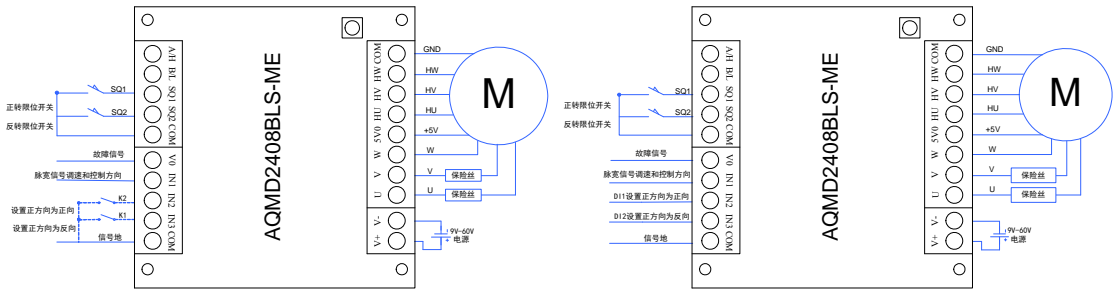 A/H
B/L
SQ1
SQ2
COM
V0
IN1
IN2
IN3
COM
SQ1
SQ2
正转限位开关
反转限位开关
故障信号
脉宽信号调速和控制方向
K2
设置正方向为正向
K1
设置正方向为反向
信号地
AQMD2408BLS-ME
COM
HW
HV
HU
5V0
W
V
U
V-
V+
GND
HW
HV
HU
+5V
W
V
保险丝
U
保险丝
M
9V-60V
+ 电源
A/H
B/L
SQ1
SQ2
COM
V0
IN1
IN2
IN3
COM
SQ1
SQ2
正转限位开关
反转限位开关
故障信号
脉宽信号调速和控制方向
DI1设置正方向为正向
DI2设置正方向为反向
信号地
AQMD2408BLS-ME
COM
HW
HV
HU
5V0
W
V
U
V-
V+
GND
HW
HV
HU
+5V
W
V
保险丝
U
保险丝
M
9V-60V
+ 电源